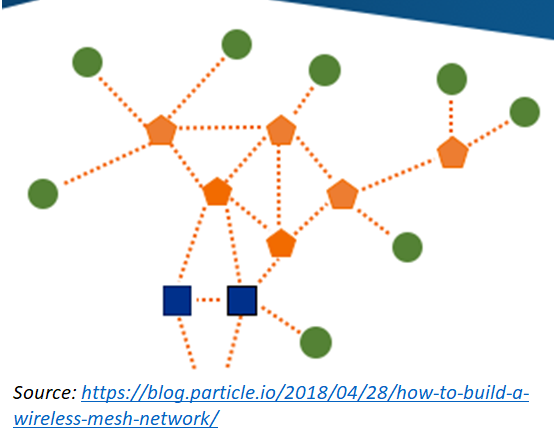 Source: https://blog.particle.io/2018/04/28/how-to-build-a-
wireless-mesh-network/